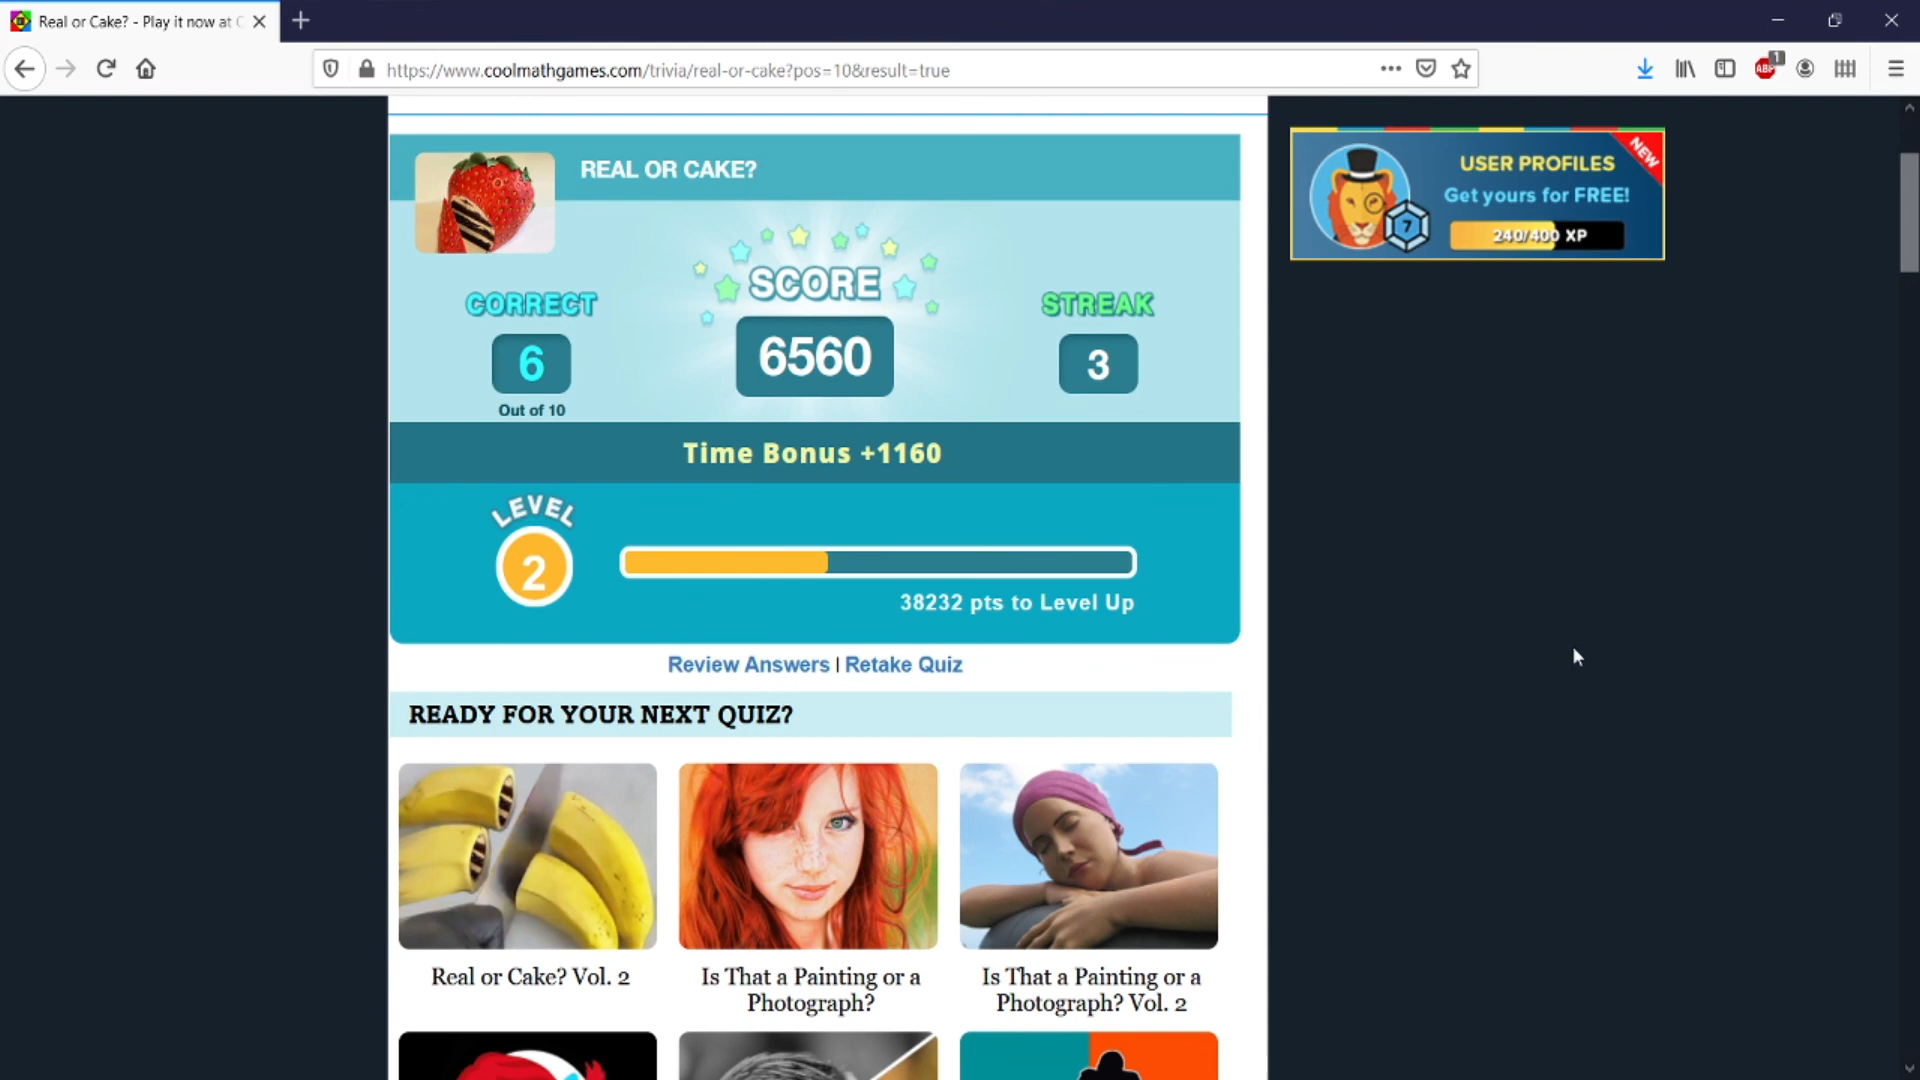 Real or Cake? - Play it now at C
https://www.coolmathgames.com/trivia/real-or-cake?pos=10&result=true
ABP
1
REAL OR CAKE?
NEW
USER PROFILES
Get yours for FREE!
7
240/400 XP
SCORE
CORRECT
STREAK
6
6560
3
Out of 10
Time Bonus +1160
LEVEL
2
38232 pts to Level Up
Review Answers | Retake Quiz
READY FOR YOUR NEXT QUIZ?
Real or Cake? Vol. 2
Is That a Painting or a
Photograph?
Is That a Painting or a
Photograph? Vol. 2